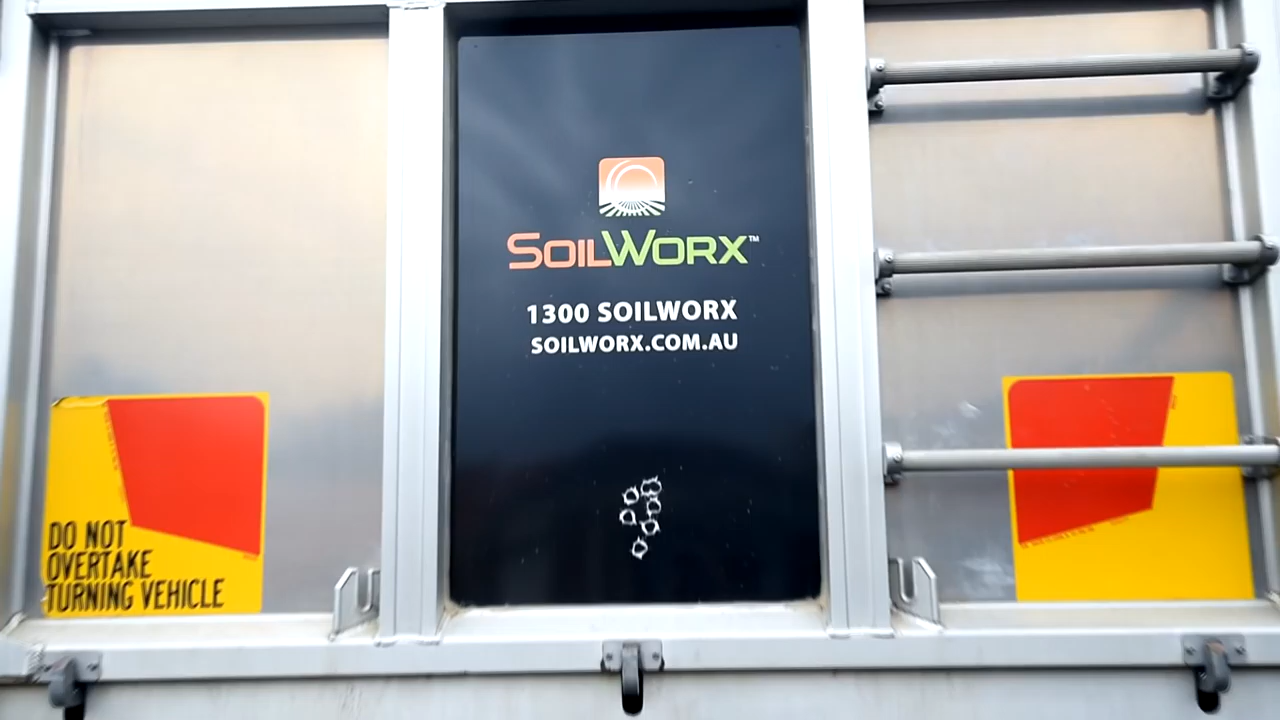 SOILWORX™
1300 SOILWORX
SOILWORX.COM.AU
DO NOT
OVERTAKE
TURNING VEHICLE